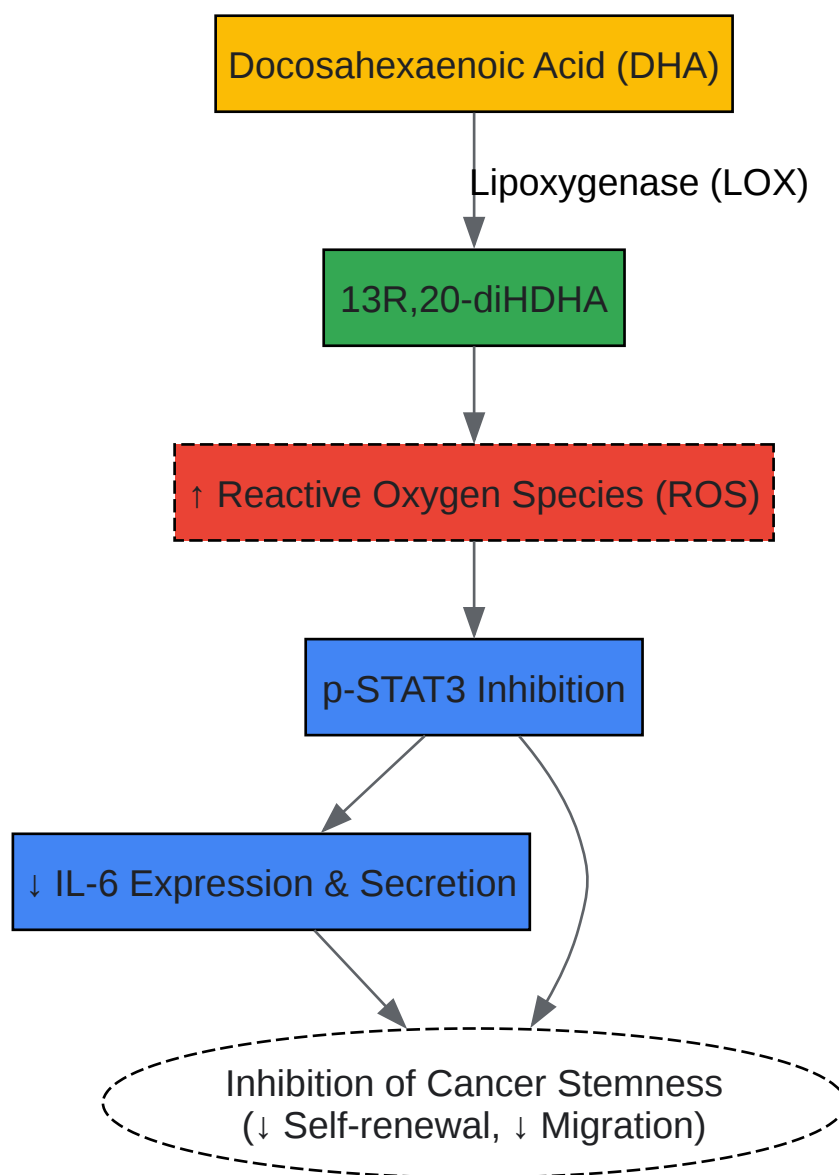 Docosahexaenoic Acid (DHA)
Lipoxygenase (LOX)
13R,20-diHDHA
↑ Reactive Oxygen Species (ROS)
p-STAT3 Inhibition
↓ IL-6 Expression & Secretion
Inhibition of Cancer Stemness
(↓ Self-renewal, ↓ Migration)